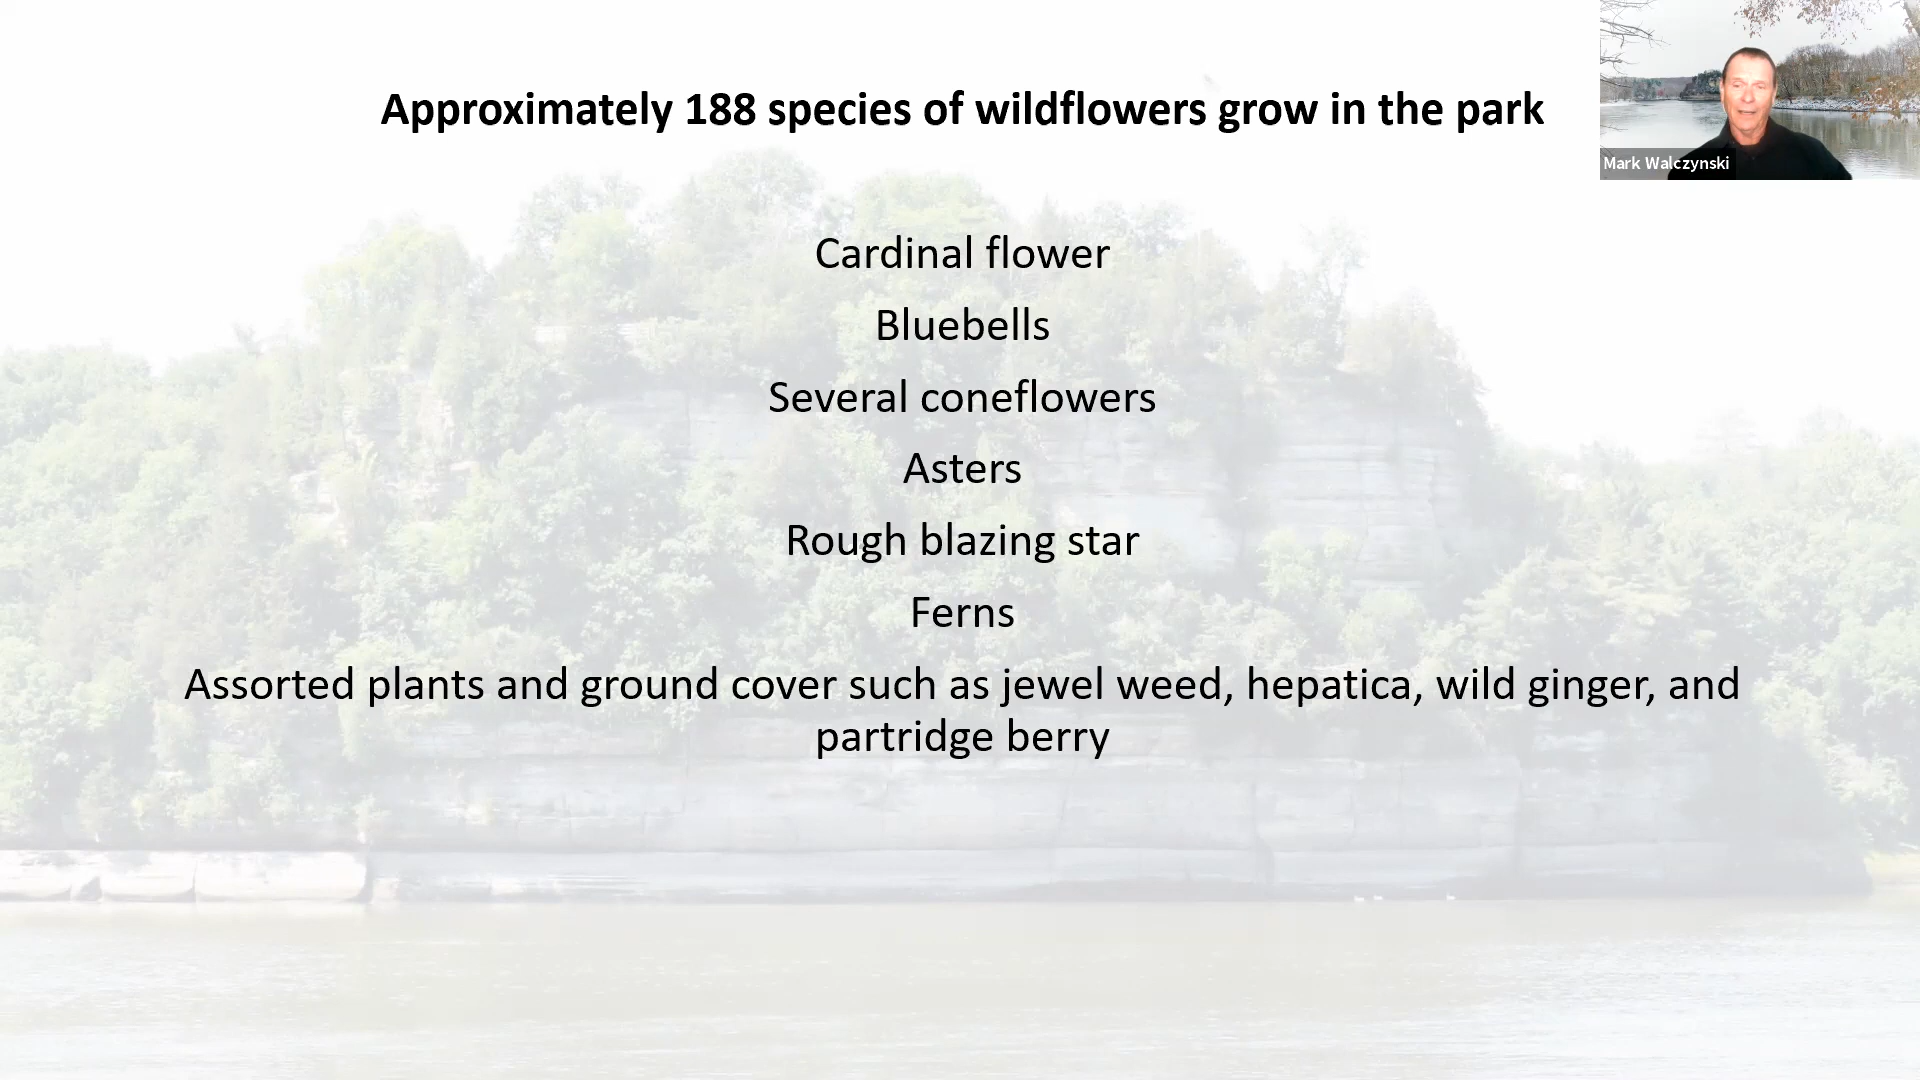 Approximately 188 species of wildflowers grow in the park
Mark Walczynski
Cardinal flower
Bluebells
Several coneflowers
Asters
Rough blazing star
Ferns
Assorted plants and ground cover such as jewel weed, hepatica, wild ginger, and
partridge berry